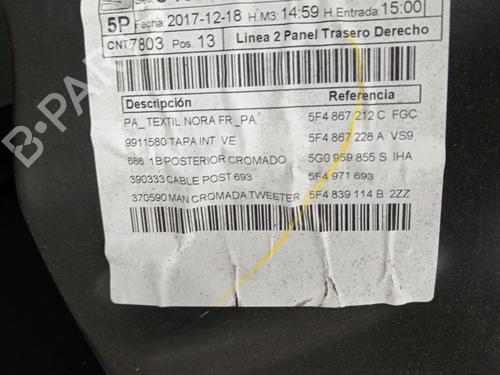 5P Fecha: 2017-12-18 H.M3: 14:59 H.Entrada: 15:00
CNT 7803 Pos. 13 Linea 2 Panel Trasero Derecho
Descripción Referencia
PA_TEXTIL NORA FR_PA 5F4 867 212 C FGC
9911580 TAPA INT VE 5F4 867 228 A VS9
686 1B POSTERIOR CROMADO 5G0 959 855 S IHA
390333 CABLE POST 693 5F4 971 693
370590 MAN CROMADA TWEETER 5F4 839 114 B 2ZZ
B-PARTS